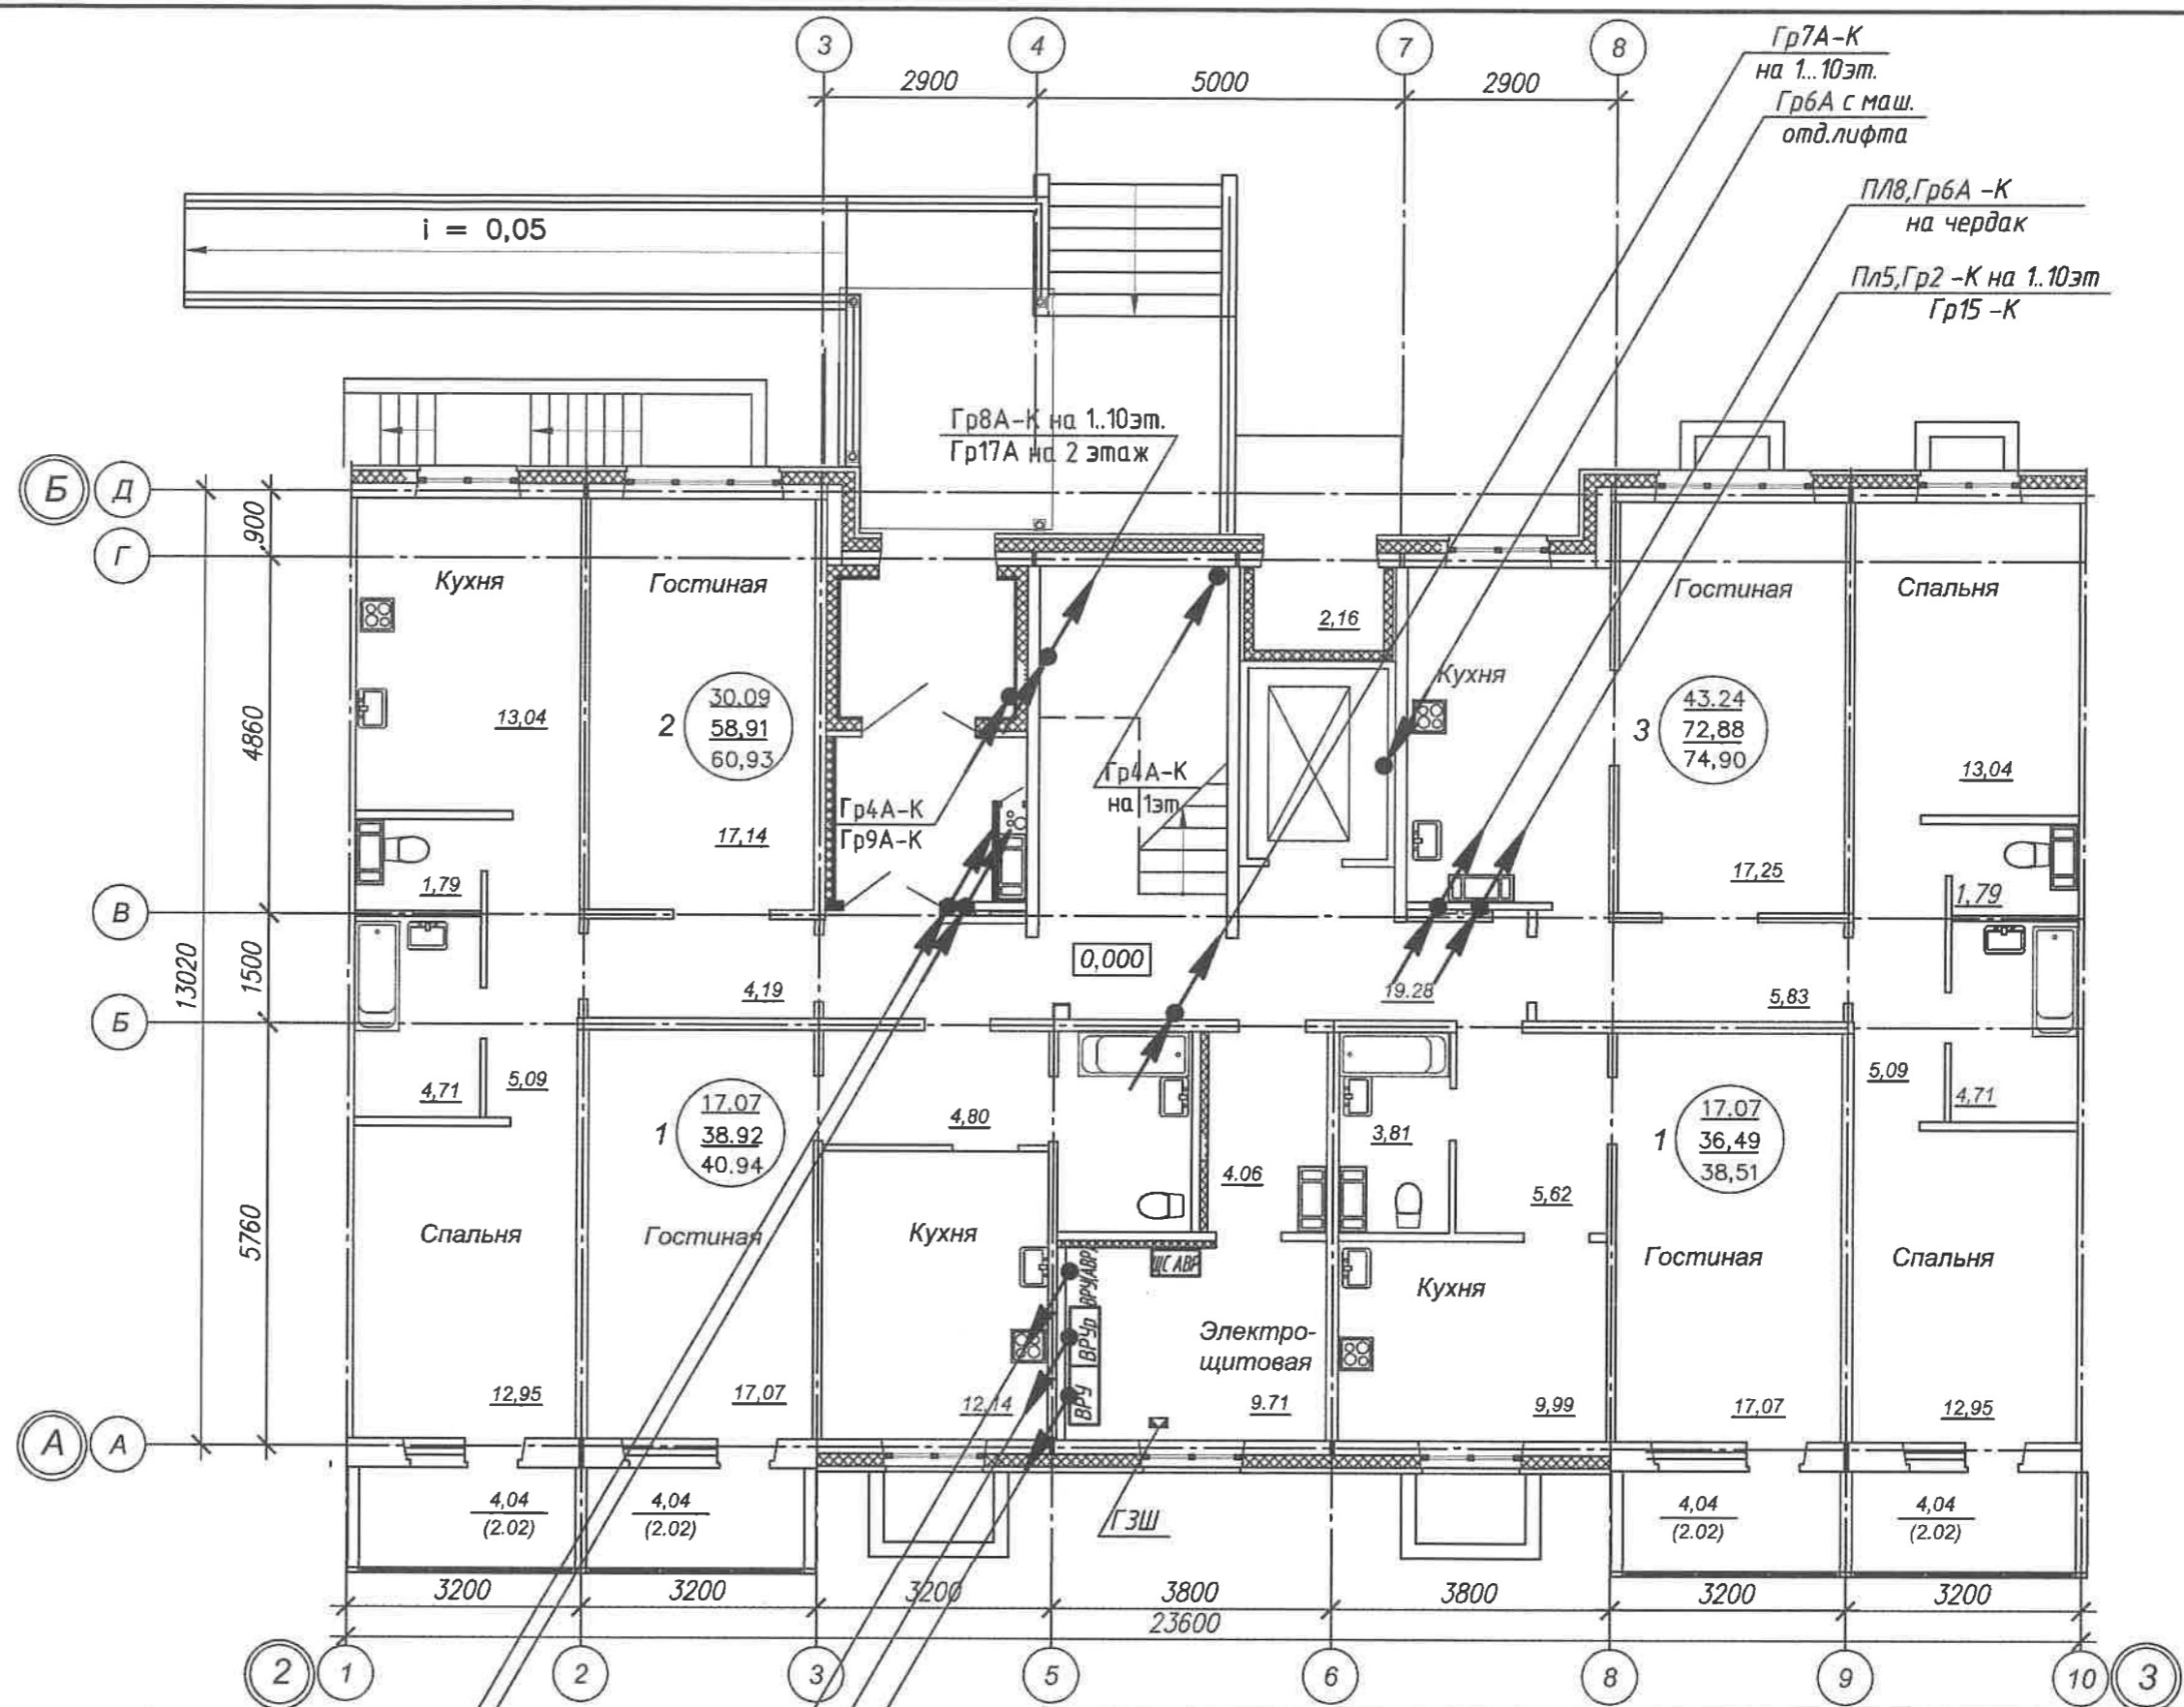 3
4
7
8
2900
5000
2900
Гр7А-К
на 1...10эт.
Гр6А с маш.
отд.лифта
ПЛ8,Гр6А -К
на чердак
Пл5,Гр2 -К на 1..10эт
Гр15 -К
i = 0,05
Гр8А-К на 1..10эт.
Гр17А на 2 этаж
Б
Д
Г
В
Б
А
А
900
4860
1500
5760
13020
Кухня
Гостиная
2,16
Гостиная
Спальня
Кухня
13,04
2
30.09
58,91
60,93
3
43.24
72,88
74,90
13,04
Гр4А-К
на 1эт
Гр4А-К
Гр9А-К
17,14
17,25
1,79
1,79
0,000
4,19
19.28
5,83
4,71
5,09
1
17.07
38.92
40.94
4,80
3,81
4.06
5,62
1
17.07
36,49
38,51
5,09
4,71
Спальня
Гостиная
Кухня
ВРУ(АВР)
ЩС АВР
ВРУр
ВРУ
Электро-
щитовая
Кухня
Гостиная
Спальня
12,95
17,07
12,14
9.71
9,99
17,07
12,95
4,04
(2.02)
4,04
(2.02)
ГЗШ
4,04
(2.02)
4,04
(2.02)
3200
3200
3200
3800
3800
3200
3200
23600
2
1
2
3
5
6
8
9
10
3